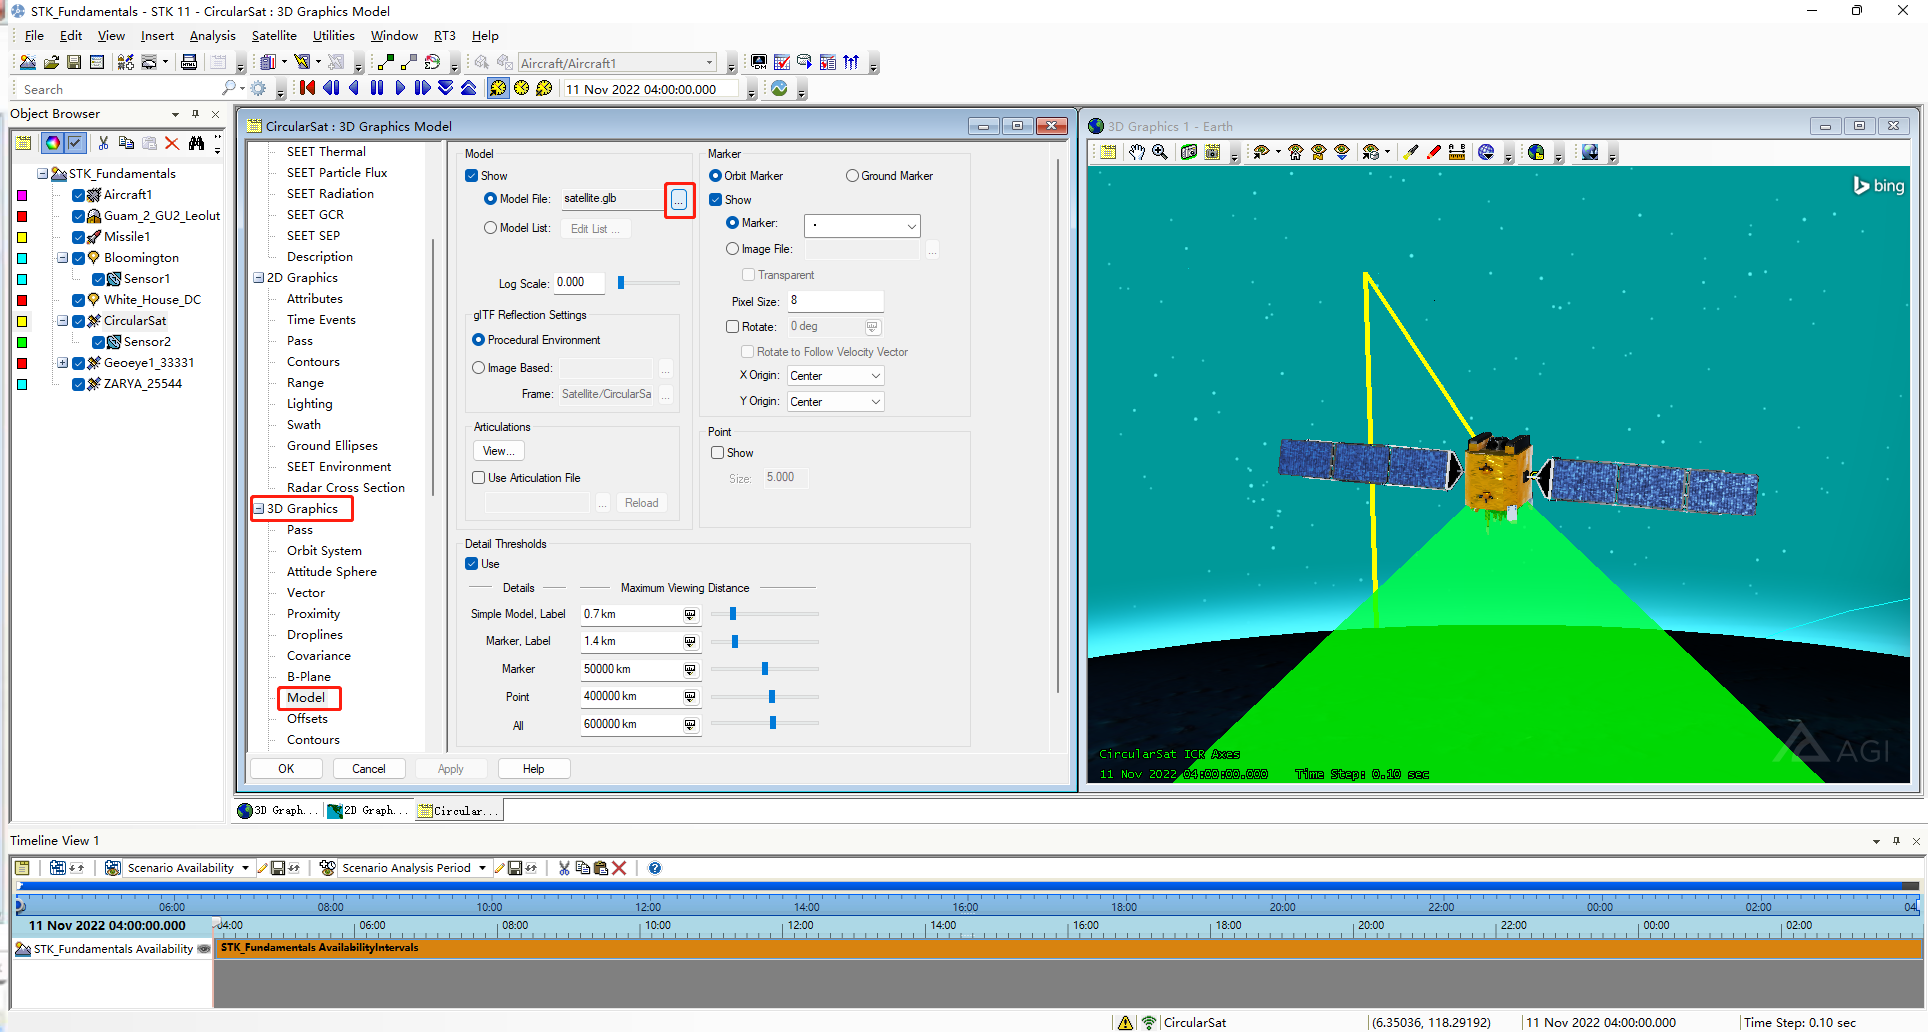 STK_Fundamentals - STK 11 - CircularSat : 3D Graphics Model
File Edit View Insert Analysis Satellite Utilities Window RT3 Help
Aircraft/Aircraft1
Search
11 Nov 2022 04:00:00.000
Object Browser
STK_Fundamentals
Aircraft1
Guam_2_GU2_Leolut
Missile1
Bloomington
Sensor1
White_House_DC
CircularSat
Sensor2
Geoeye1_33331
ZARYA_25544
CircularSat : 3D Graphics Model
SEET Thermal
SEET Particle Flux
SEET Radiation
SEET GCR
SEET SEP
Description
2D Graphics
Attributes
Time Events
Pass
Contours
Range
Lighting
Swath
Ground Ellipses
SEET Environment
Radar Cross Section
3D Graphics
Pass
Orbit System
Attitude Sphere
Vector
Proximity
Droplines
Covariance
B-Plane
Model
Offsets
Contours
Model
Show
Model File: satellite.glb ...
Model List: Edit List ...
Log Scale: 0.000
glTF Reflection Settings
Procedural Environment
Image Based: ...
Frame: Satellite/CircularSa ...
Articulations
View...
Use Articulation File
... Reload
Marker
Orbit Marker Ground Marker
Show
Marker:
Image File: ...
Transparent
Pixel Size: 8
Rotate: 0 deg
Rotate to Follow Velocity Vector
X Origin: Center
Y Origin: Center
Point
Show
Size: 5.000
Detail Thresholds
Use
Details Maximum Viewing Distance
Simple Model, Label 0.7 km
Marker, Label 1.4 km
Marker 50000 km
Point 400000 km
All 600000 km
OK Cancel Apply Help
3D Graphics 1 - Earth
bing
AGI
CircularSat ICR Axes
11 Nov 2022 04:00:00.000 Time Step: 0.10 sec
3D Graph... 2D Graph... Circular...
Timeline View 1
Scenario Availability Scenario Analysis Period
06:00 08:00 10:00 12:00 14:00 16:00 18:00 20:00 22:00 00:00 02:00 04
11 Nov 2022 04:00:00.000 04:00 06:00 08:00 10:00 12:00 14:00 16:00 18:00 20:00 22:00 00:00 02:00
STK_Fundamentals Availability STK_Fundamentals AvailabilityIntervals
CircularSat (6.35036, 118.29192) 11 Nov 2022 04:00:00.000 Time Step: 0.10 sec